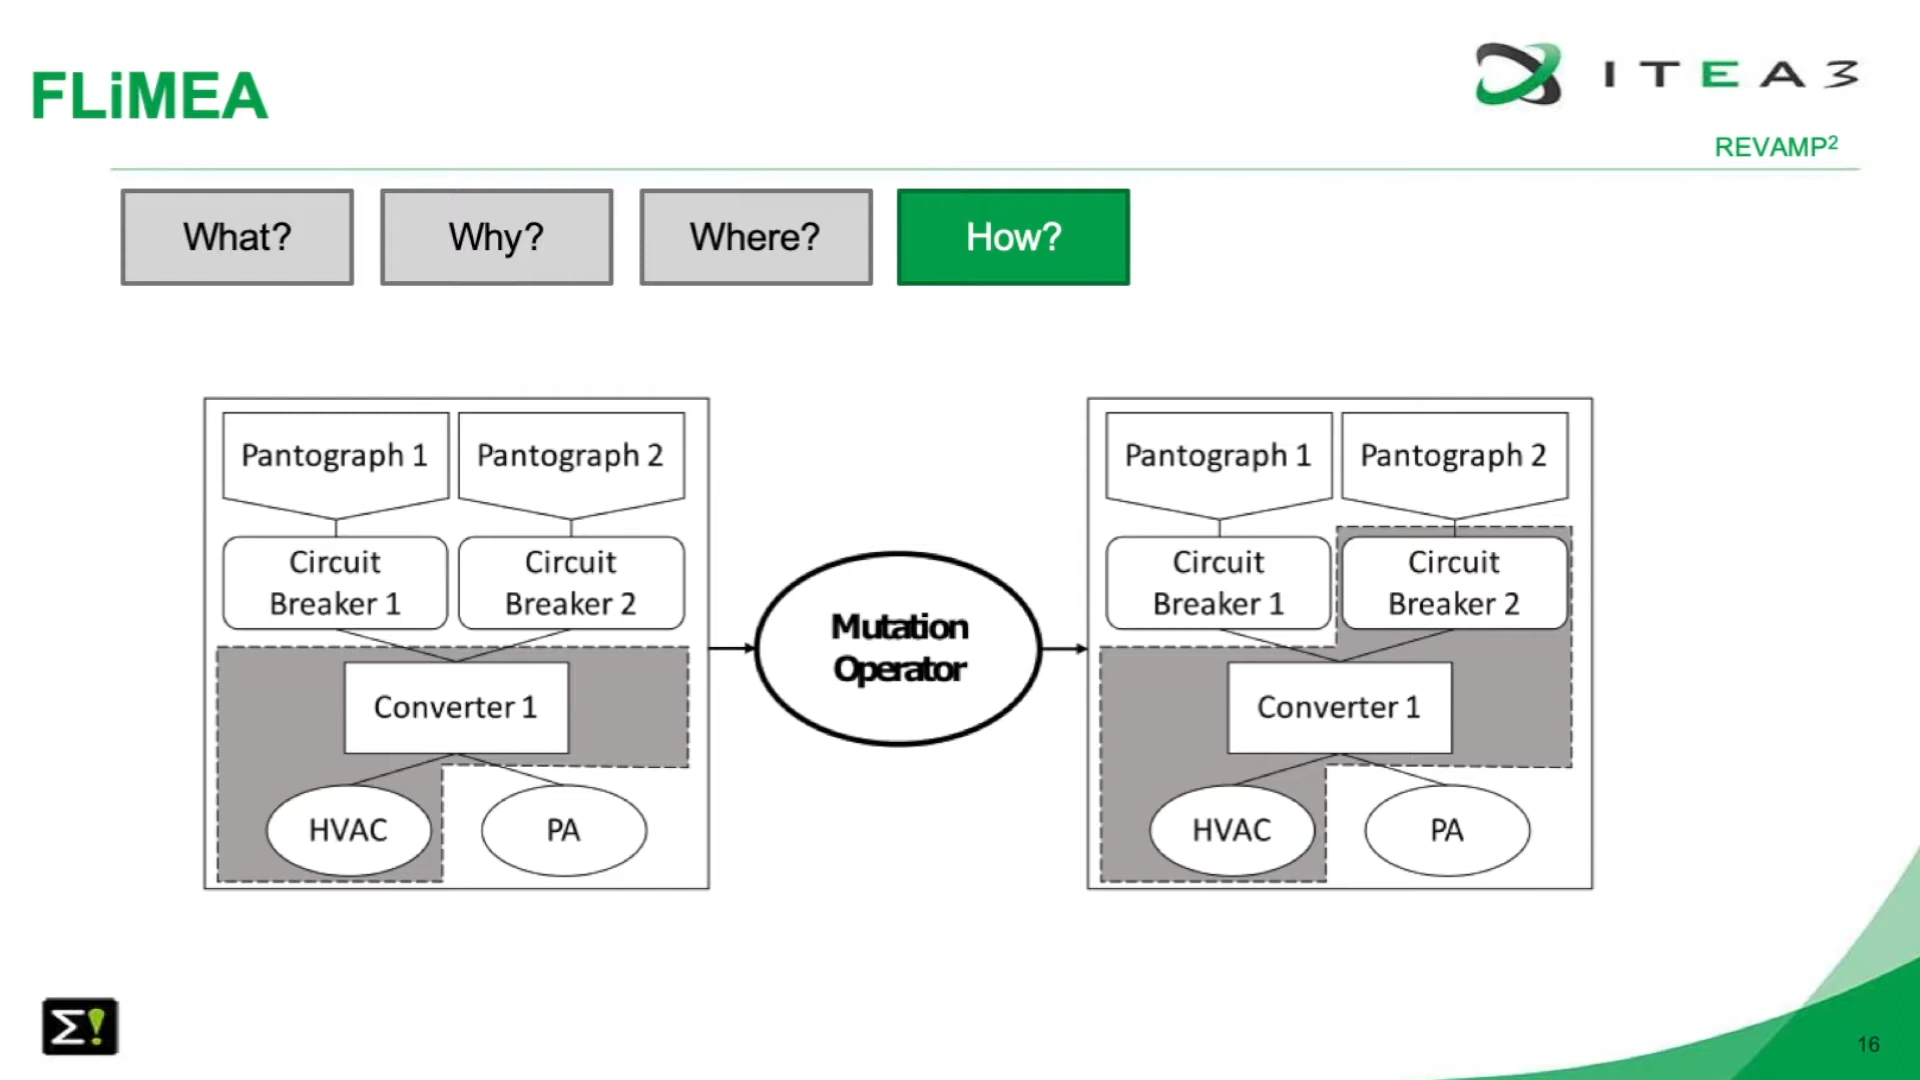 FLiMEA
ITEA3
REVAMP²
What?
Why?
Where?
How?
Pantograph 1
Pantograph 2
Circuit
Breaker 1
Circuit
Breaker 2
Converter 1
HVAC
PA
Mutation
Operator
Pantograph 1
Pantograph 2
Circuit
Breaker 1
Circuit
Breaker 2
Converter 1
HVAC
PA
Σ!
16